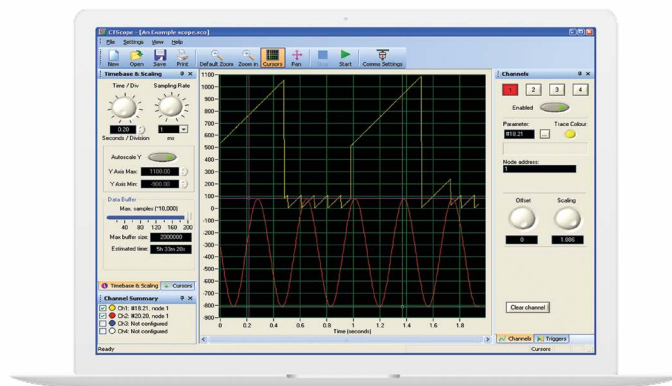 CTScope - [An Example scope.xco]
File Settings View Help
New Open Save Print Default Zoom Zoom in Cursors Pan Stop Start Comms Settings
Timebase & Scaling
Time / Div Sampling Rate
0.20 1
Seconds / Division ms
Autoscale Y
Y Axis Max: 1100.00
Y Axis Min: -900.00
Data Buffer
Max. samples (*10,000)
40 80 120 160 200
Max buffer size: 2000000
Estimated time: 5h 33m 20s
Timebase & Scaling Cursors
Channel Summary
Ch1: #18.21, node 1
Ch2: #20.20, node 1
Ch3: Not configured
Ch4: Not configured
Ready
1100
1000
900
800
700
600
500
400
300
200
100
0
-100
-200
-300
-400
-500
-600
-700
-800
-900
0 0.2 0.4 0.6 0.8 1 1.2 1.4 1.6 1.8
Time (seconds)
Channels
1 2 3 4
Enabled
Parameter: Trace Colour:
#18.21 ...
Node address:
1
Offset Scaling
0 1.086
Clear channel
Channels Triggers
Cursors